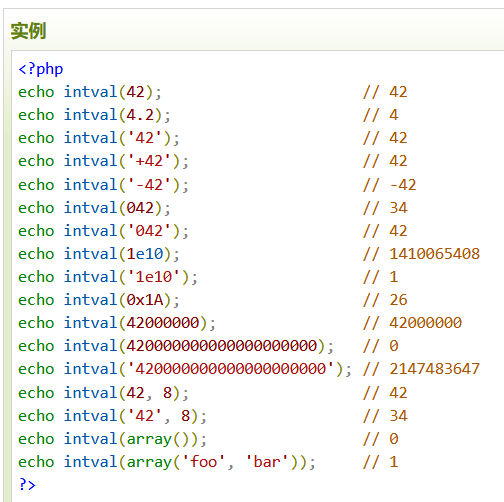 实例
<?php
echo intval(42);                      // 42
echo intval(4.2);                     // 4
echo intval('42');                    // 42
echo intval('+42');                   // 42
echo intval('-42');                   // -42
echo intval(042);                     // 34
echo intval('042');                   // 42
echo intval(1e10);                    // 1410065408
echo intval('1e10');                  // 1
echo intval(0x1A);                    // 26
echo intval(42000000);                // 42000000
echo intval(420000000000000000000);   // 0
echo intval('420000000000000000000'); // 2147483647
echo intval(42, 8);                   // 42
echo intval('42', 8);                 // 34
echo intval(array());                 // 0
echo intval(array('foo', 'bar'));     // 1
?>